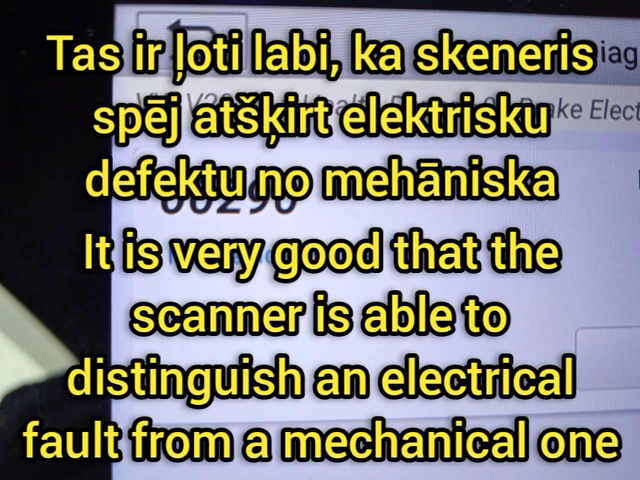 Tas ir ļoti labi, ka skeneris
spēj atšķirt elektrisku
defektu no mehāniska
It is very good that the
scanner is able to
distinguish an electrical
fault from a mechanical one